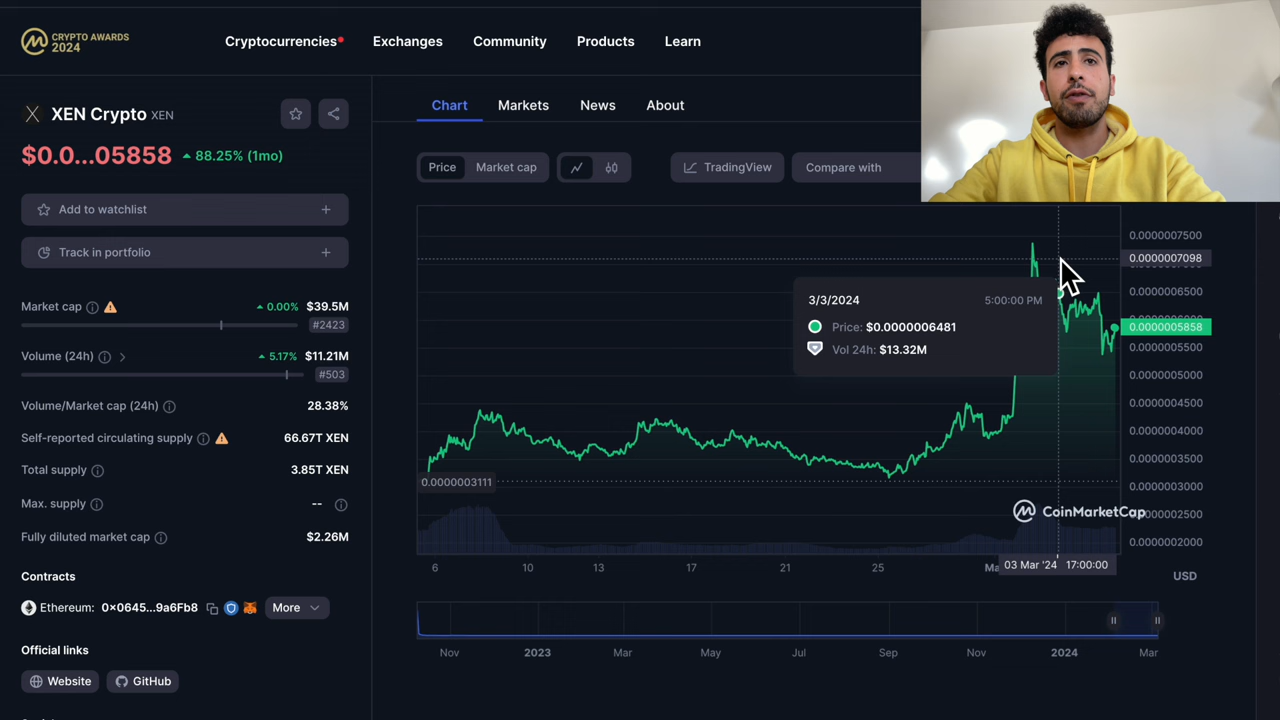 CRYPTO AWARDS
2024
Cryptocurrencies Exchanges Community Products Learn
XEN Crypto XEN
$0.0...05858 88.25% (1mo)
Add to watchlist +
Track in portfolio +
Market cap 0.00% $39.5M
#2423
Volume (24h) 5.17% $11.21M
#503
Volume/Market cap (24h) 28.38%
Self-reported circulating supply 66.67T XEN
Total supply 3.85T XEN
Max. supply --
Fully diluted market cap $2.26M
Contracts
Ethereum: 0x0645...9a6Fb8 More
Official links
Website GitHub
Chart Markets News About
Price Market cap TradingView Compare with
0.0000007500
0.0000007098
0.0000006500
0.0000005858
0.0000005500
0.0000005000
0.0000004500
0.0000004000
0.0000003500
0.0000003000
0.0000002500
0.0000002000
3/3/2024 5:00:00 PM
Price: $0.0000006481
Vol 24h: $13.32M
0.0000003111
CoinMarketCap
6 10 13 17 21 25 Ma 03 Mar '24 17:00:00
USD
Nov 2023 Mar May Jul Sep Nov 2024 Mar